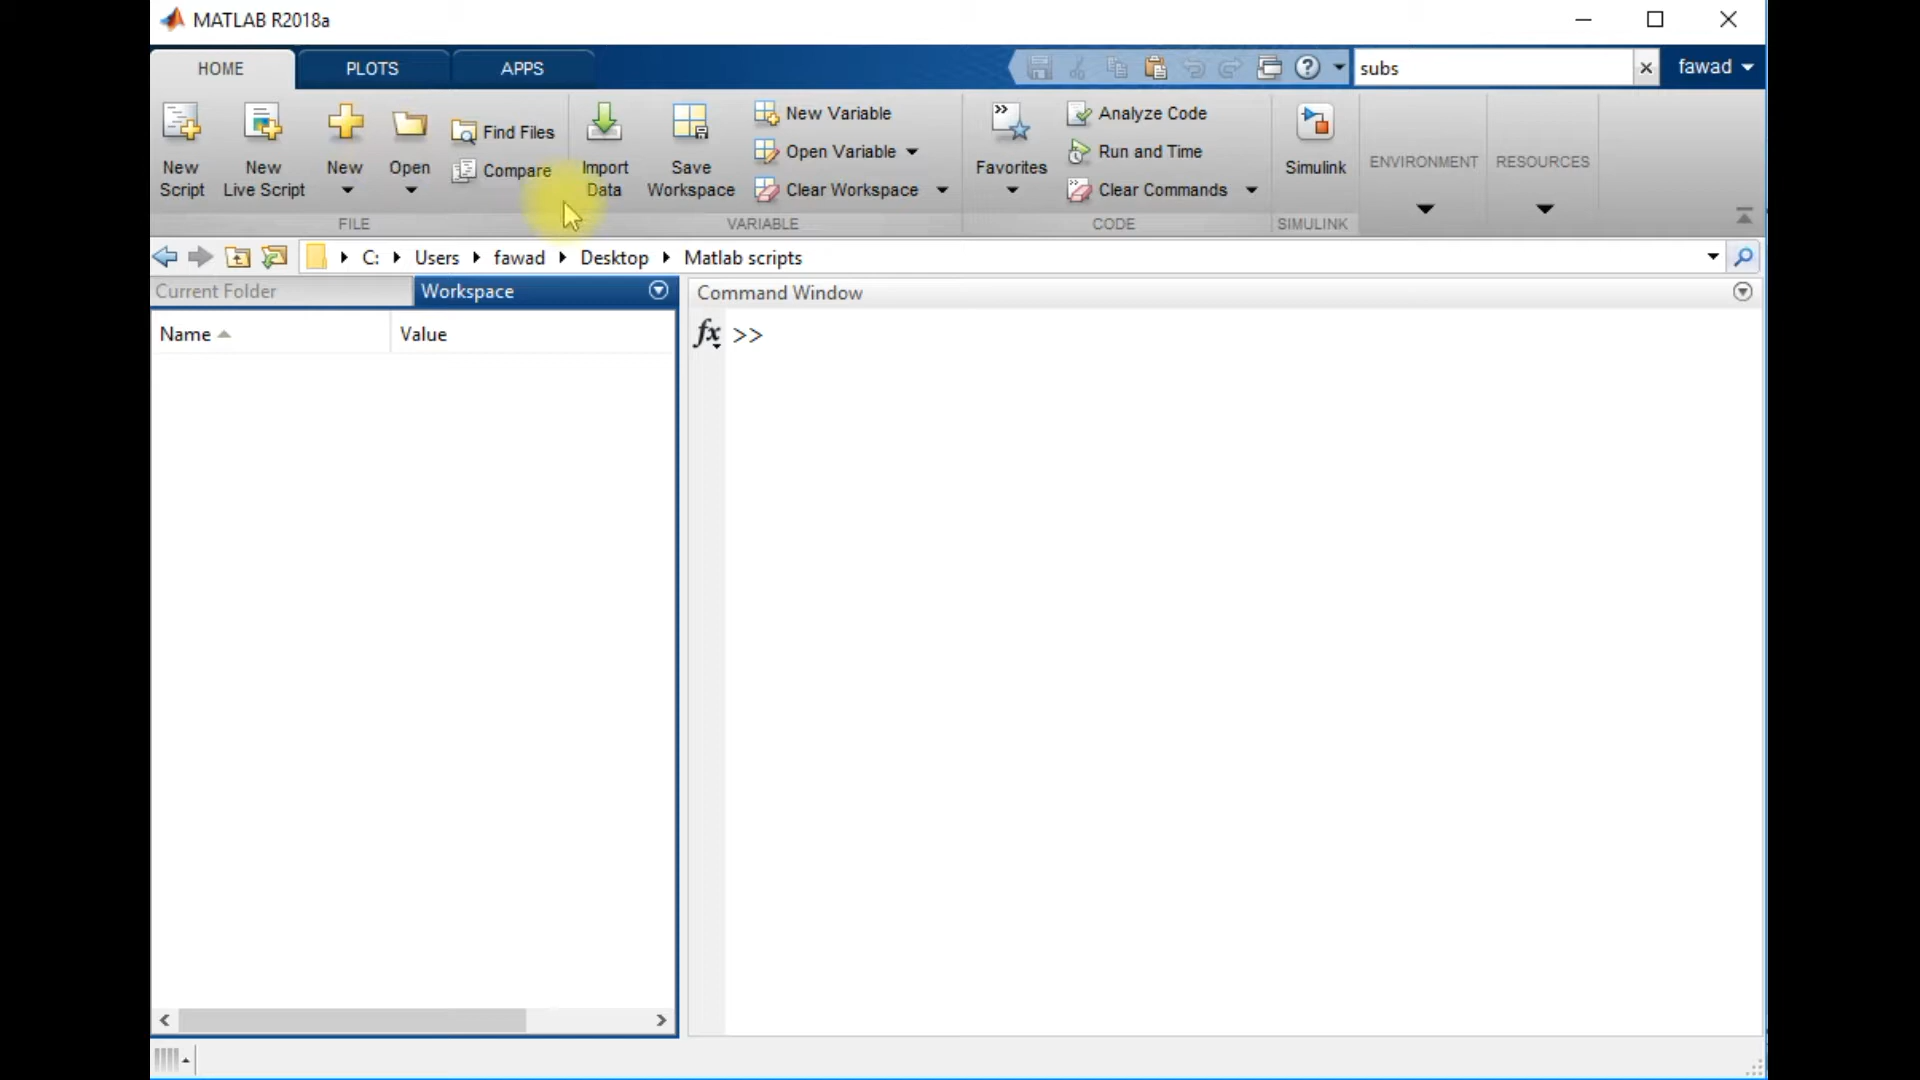 MATLAB R2018a
HOME PLOTS APPS subs fawad
New Script
New Live Script
New
Open
Find Files
Compare
Import Data
Save Workspace
New Variable
Open Variable
Clear Workspace
Favorites
Analyze Code
Run and Time
Clear Commands
Simulink
ENVIRONMENT
RESOURCES
FILE VARIABLE CODE SIMULINK
C: Users fawad Desktop Matlab scripts
Current Folder Workspace Command Window
Name Value
fx >>